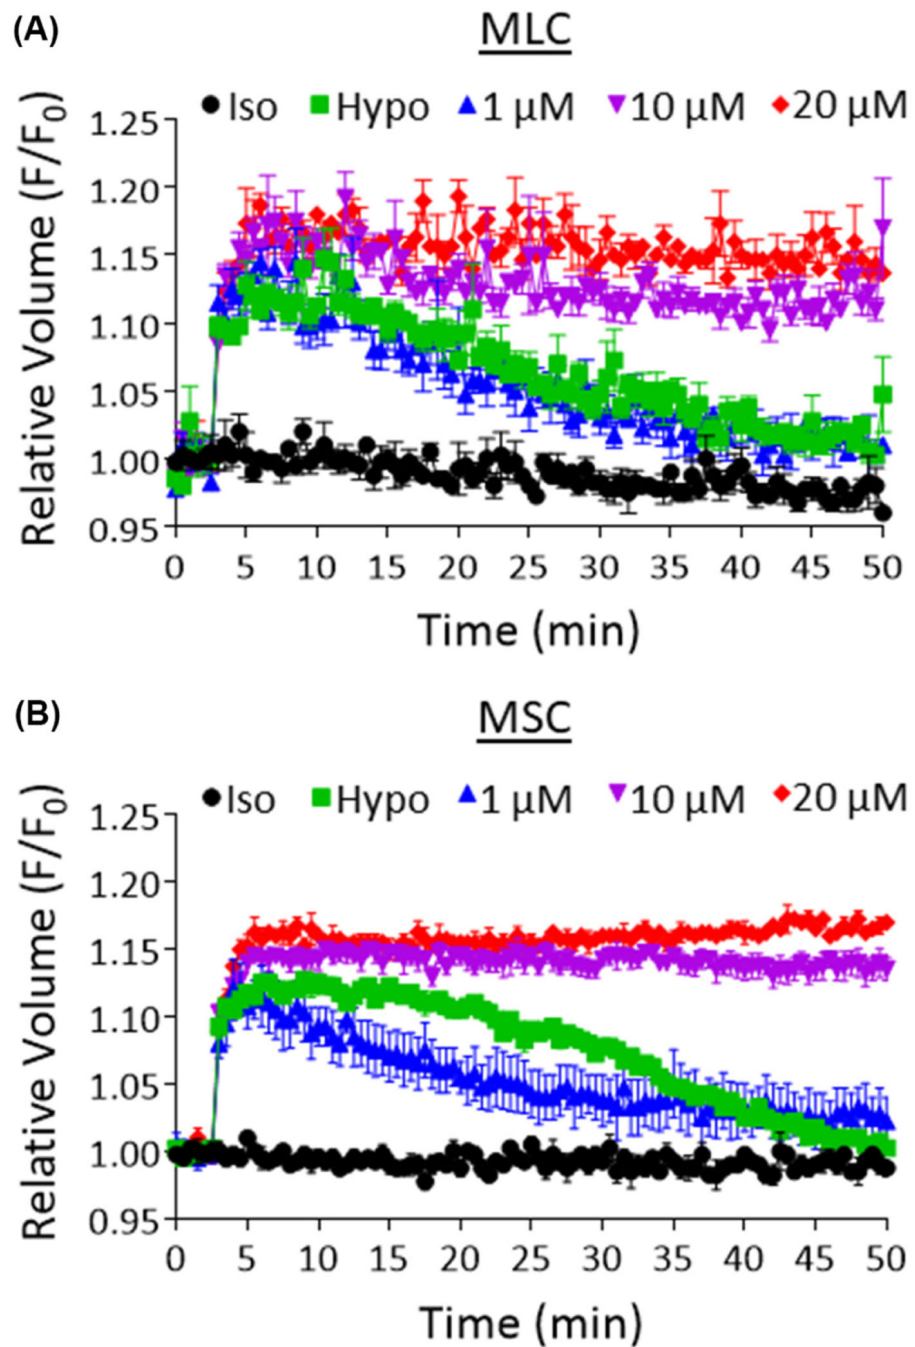 (A)
MLC
Iso Hypo 1 µM 10 µM 20 µM
Relative Volume (F/F₀)
1.25
1.20
1.15
1.10
1.05
1.00
0.95
0 5 10 15 20 25 30 35 40 45 50
Time (min)
(B)
MSC
Iso Hypo 1 µM 10 µM 20 µM
Relative Volume (F/F₀)
1.25
1.20
1.15
1.10
1.05
1.00
0.95
0 5 10 15 20 25 30 35 40 45 50
Time (min)